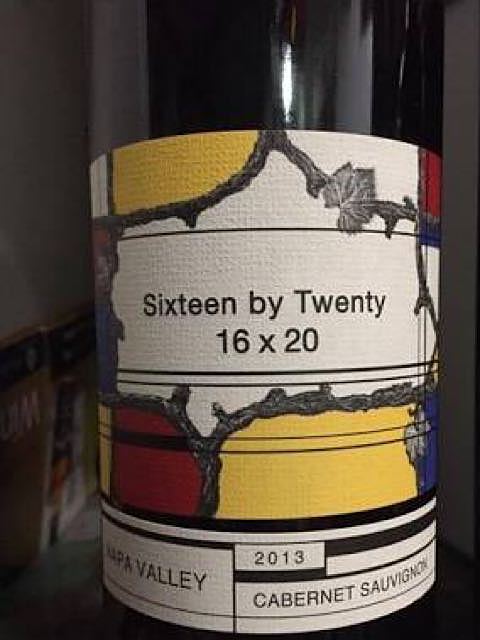 Sixteen by Twenty
16 x 20
NAPA VALLEY
2013
CABERNET SAUVIGNON